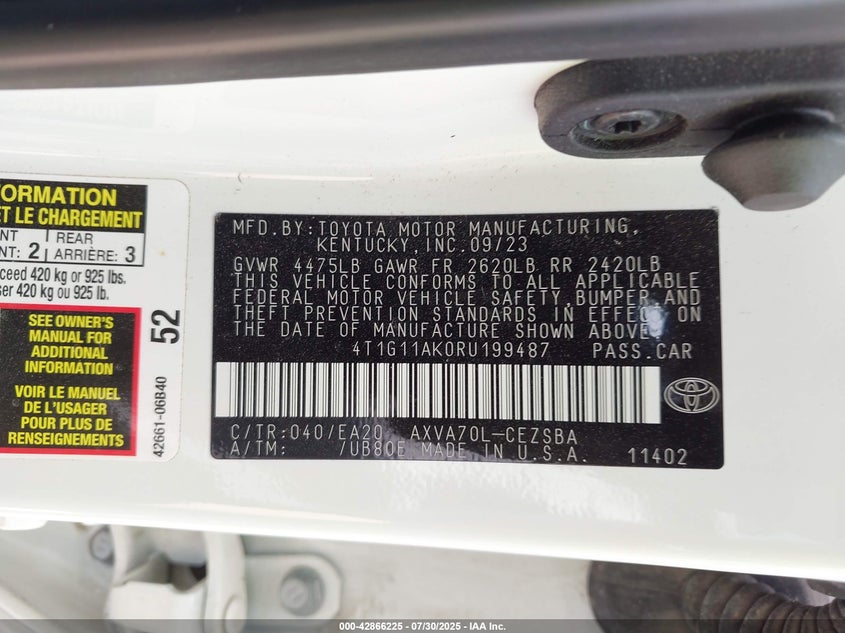 FORMATION
ET LE CHARGEMENT
NT 2 REAR 3
NT: ARRIÈRE:
ceed 420 kg or 925 lbs.
ser 420 kg ou 925 lb.
SEE OWNER'S
MANUAL FOR
ADDITIONAL
INFORMATION
VOIR LE MANUEL
DE L'USAGER
POUR PLUS DE
RENSEIGNEMENTS
52
42661-06B40
MFD.BY:TOYOTA MOTOR MANUFACTURING,
KENTUCKY,INC.09/23
GVWR 4475LB GAWR FR 2620LB RR 2420LB
THIS VEHICLE CONFORMS TO ALL APPLICABLE
FEDERAL MOTOR VEHICLE SAFETY,BUMPER,AND
THEFT PREVENTION STANDARDS IN EFFECT ON
THE DATE OF MANUFACTURE SHOWN ABOVE.
4T1G11AK0RU199487 PASS.CAR
C/TR:040/EA20 AXVA70L-CEZSBA
A/TM: /UB80E MADE IN U.S.A. 11402
000-42866225 - 07/30/2025 - IAA Inc.